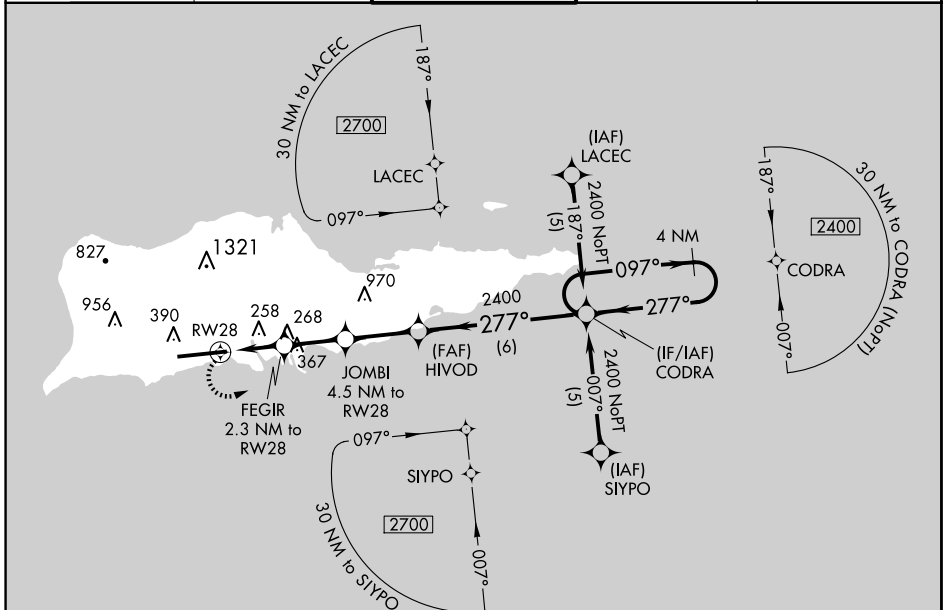 30 NM to LACEC
187°
2700
LACEC
097°
(IAF)
LACEC
2400 NoPT
187°
(5)
187°
30 NM to CODRA (NoPT)
2400
CODRA
007°
4 NM
097°
277°
827
1321
970
956
390
258
268
2400
277°
(6)
RW28
367
JOMBI
4.5 NM to
RW28
(FAF)
HIVOD
(IF/IAF)
CODRA
FEGIR
2.3 NM to
RW28
2400 NoPT
007°
(5)
(IAF)
SIYPO
097°
SIYPO
2700
007°
30 NM to SIYPO